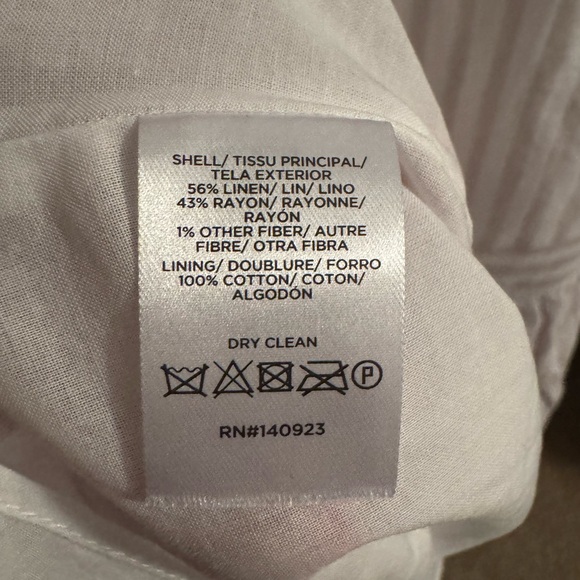 SHELL/ TISSU PRINCIPAL/
TELA EXTERIOR
56% LINEN/ LIN/ LINO
43% RAYON/ RAYONNE/
RAYÓN
1% OTHER FIBER/ AUTRE
FIBRE/ OTRA FIBRA
LINING/ DOUBLURE/ FORRO
100% COTTON/ COTON/
ALGODÓN
DRY CLEAN
P
RN#140923